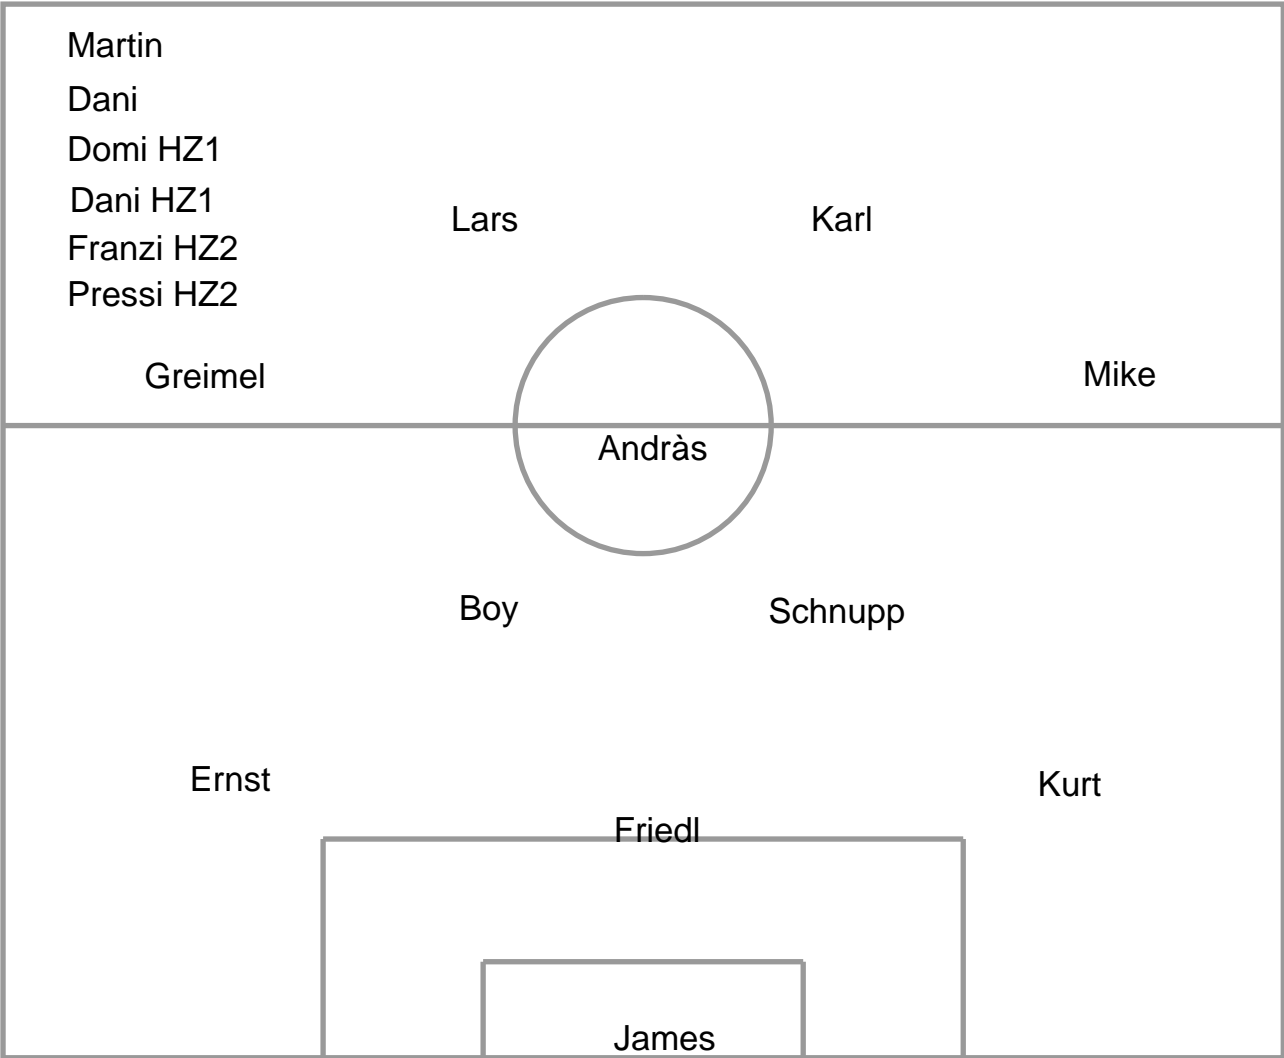 Martin
Dani
Domi HZ1
Dani HZ1
Lars
Karl
Franzi HZ2
Pressi HZ2
Greimel
Mike
Andràs
Boy
Schnupp
Ernst
Kurt
Friedl
James